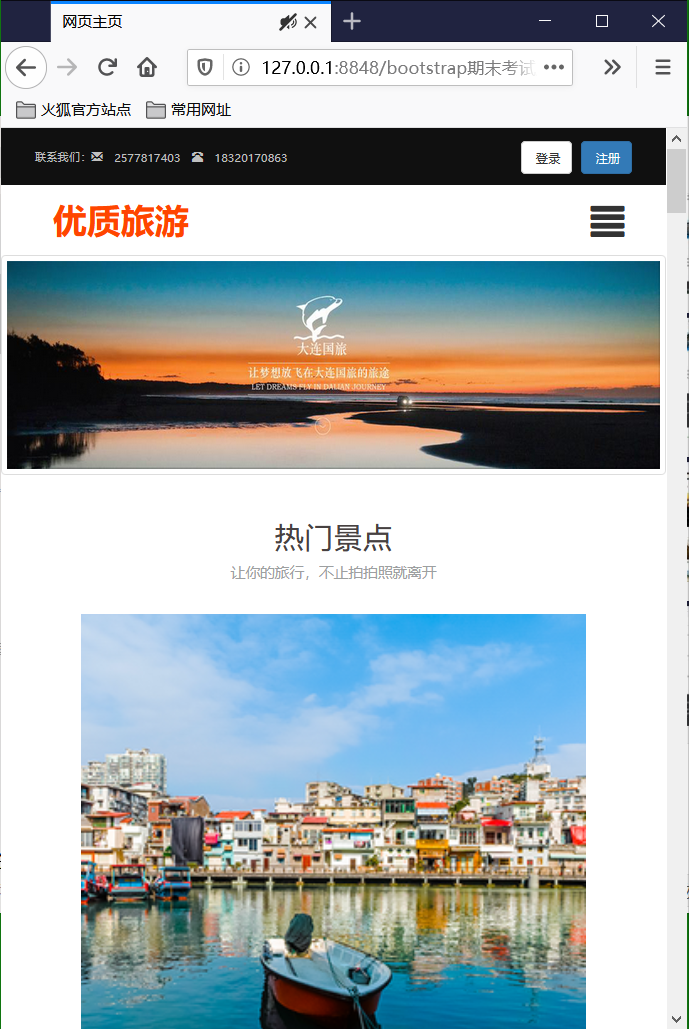 网页主页
127.0.0.1:8848/bootstrap期末考试
火狐官方站点 常用网址
联系我们: 2577817403 18320170863 登录 注册
优质旅游
大连国旅
让梦想放飞在大连国旅的旅途
LET DREAMS FLY IN DALIAN JOURNEY
热门景点
让你的旅行，不止拍拍照就离开